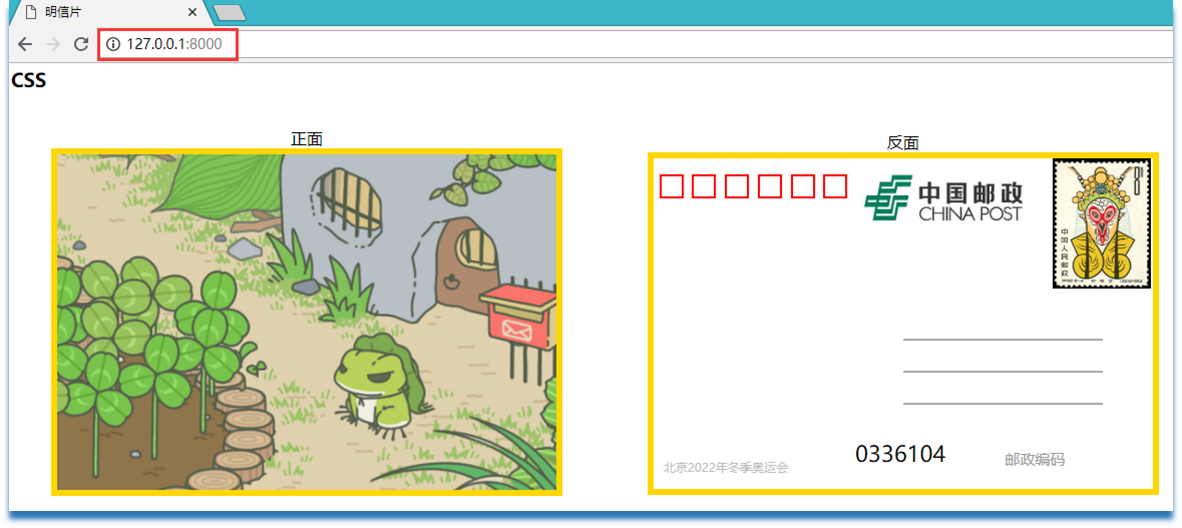 明信片
127.0.0.1:8000
CSS
正面
反面
中国邮政
CHINA POST
8
中国人民邮政
北京2022年冬季奥运会
0336104
邮政编码